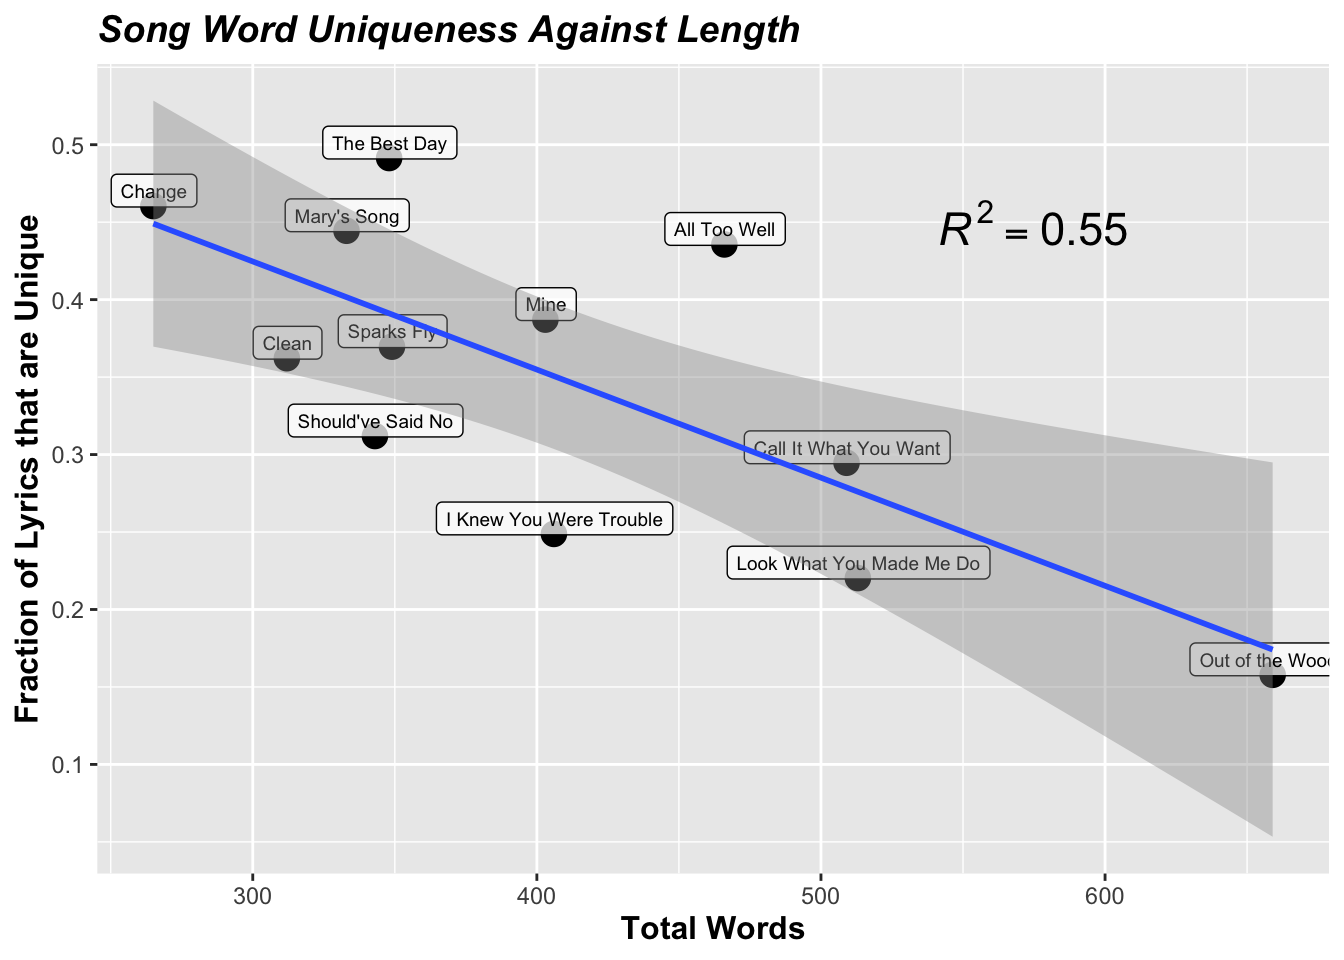 Song Word Uniqueness Against Length
Fraction of Lyrics that are Unique
0.5
0.4
0.3
0.2
0.1
The Best Day
Change
Mary's Song
All Too Well
R² = 0.55
Mine
Sparks Fly
Clean
Should've Said No
Call It What You Want
I Knew You Were Trouble
Look What You Made Me Do
Out of the Wood
300
400
500
600
Total Words